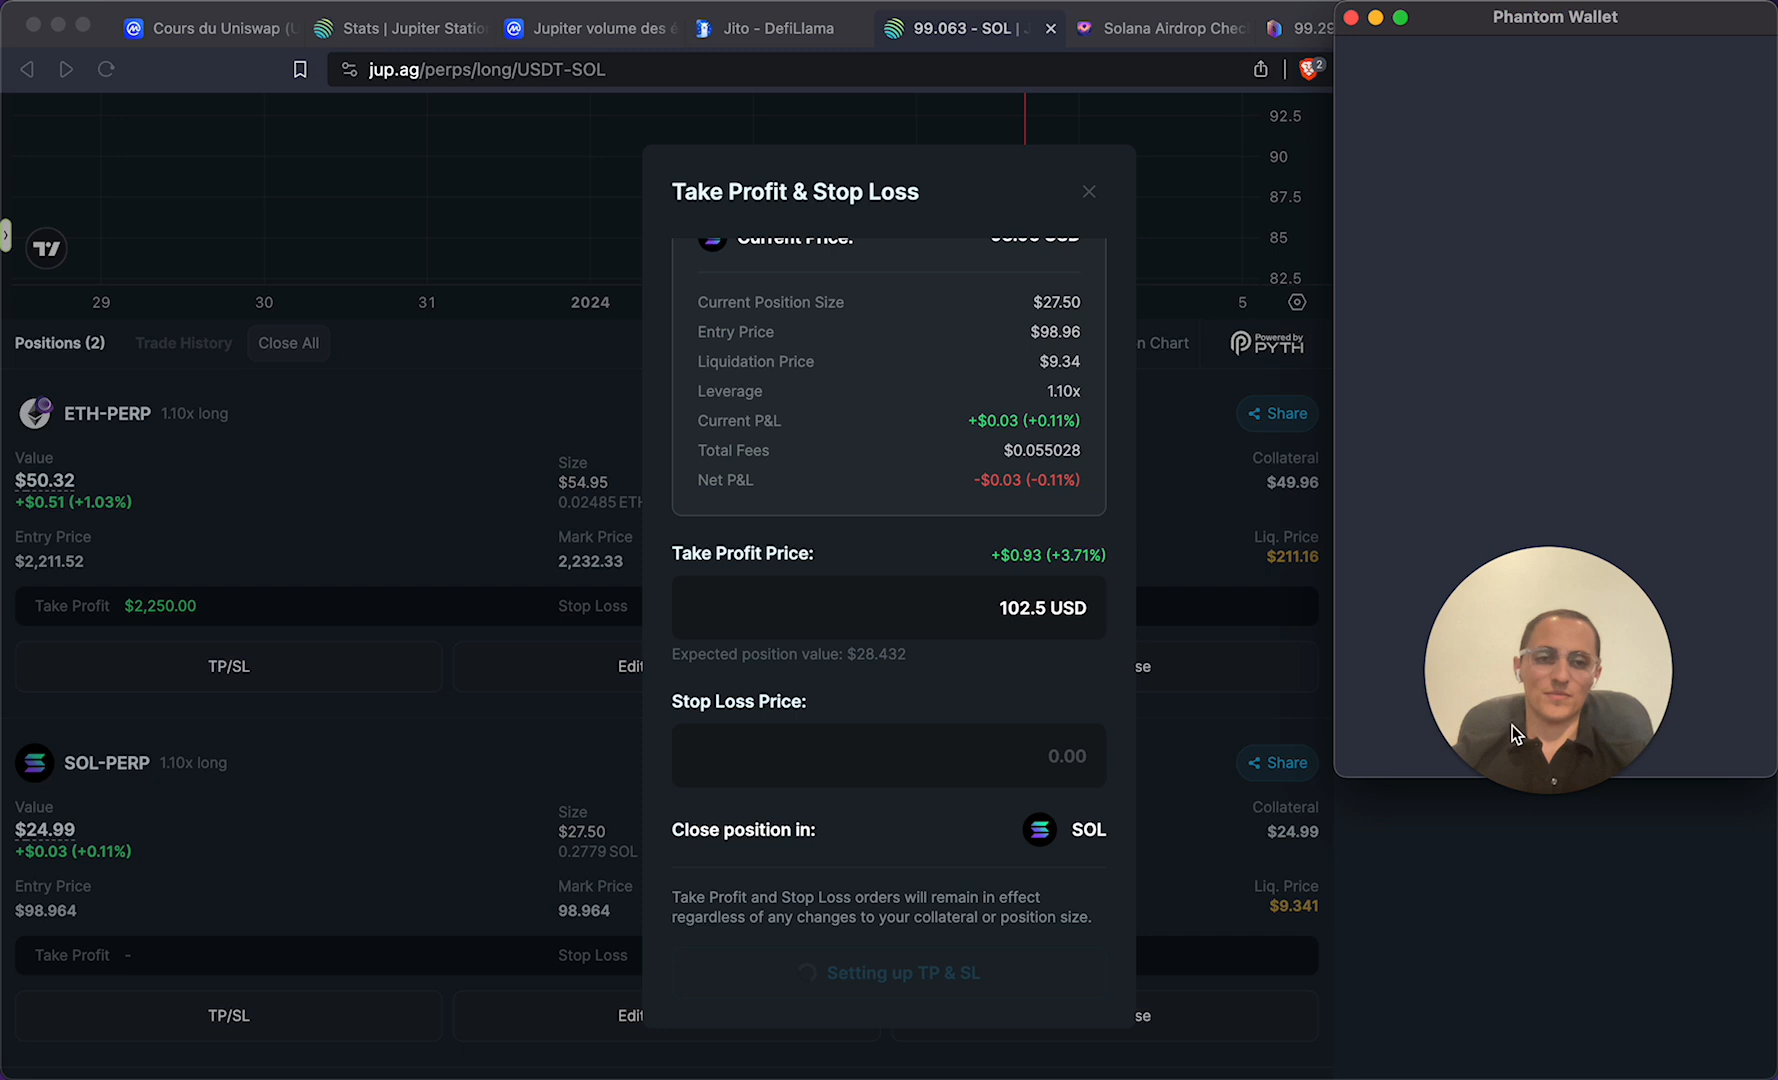 Cours du Uniswap (U
Stats | Jupiter Station
Jupiter volume des é
Jito - DefiLlama
99.063 - SOL |
Solana Airdrop Chec
99.29
Phantom Wallet
jup.ag/perps/long/USDT-SOL
2
92.5
90
87.5
85
82.5
29
30
31
2024
5
Positions (2)
Trade History
Close All
n Chart
Powered by
PYTH
ETH-PERP 1.10x long
Share
Value
$50.32
+$0.51 (+1.03%)
Size
$54.95
0.02485 ETH
Collateral
$49.96
Entry Price
$2,211.52
Mark Price
2,232.33
Liq. Price
$211.16
Take Profit $2,250.00
Stop Loss
TP/SL
Edit
se
SOL-PERP 1.10x long
Share
Value
$24.99
+$0.03 (+0.11%)
Size
$27.50
0.2779 SOL
Collateral
$24.99
Entry Price
$98.964
Mark Price
98.964
Liq. Price
$9.341
Take Profit -
Stop Loss
TP/SL
Edit
se
Take Profit & Stop Loss
Current Price:
USD
Current Position Size $27.50
Entry Price $98.96
Liquidation Price $9.34
Leverage 1.10x
Current P&L +$0.03 (+0.11%)
Total Fees $0.055028
Net P&L -$0.03 (-0.11%)
Take Profit Price: +$0.93 (+3.71%)
102.5 USD
Expected position value: $28.432
Stop Loss Price:
0.00
Close position in: SOL
Take Profit and Stop Loss orders will remain in effect
regardless of any changes to your collateral or position size.
Setting up TP & SL